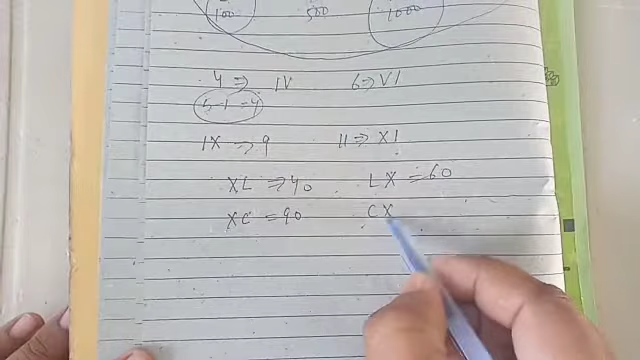 100 500 1000
4 ⇒ IV 6 ⇒ VI
5-1=4
IX ⇒ 9 11 ⇒ XI
XL ⇒ 40 LX = 60
XC = 90 CX